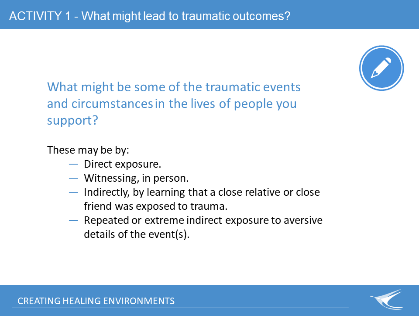 ACTIVITY 1 - What might lead to traumatic outcomes?
What might be some of the traumatic events
and circumstances in the lives of people you
support?
These may be by:
— Direct exposure.
— Witnessing, in person.
— Indirectly, by learning that a close relative or close
friend was exposed to trauma.
— Repeated or extreme indirect exposure to aversive
details of the event(s).
CREATING HEALING ENVIRONMENTS